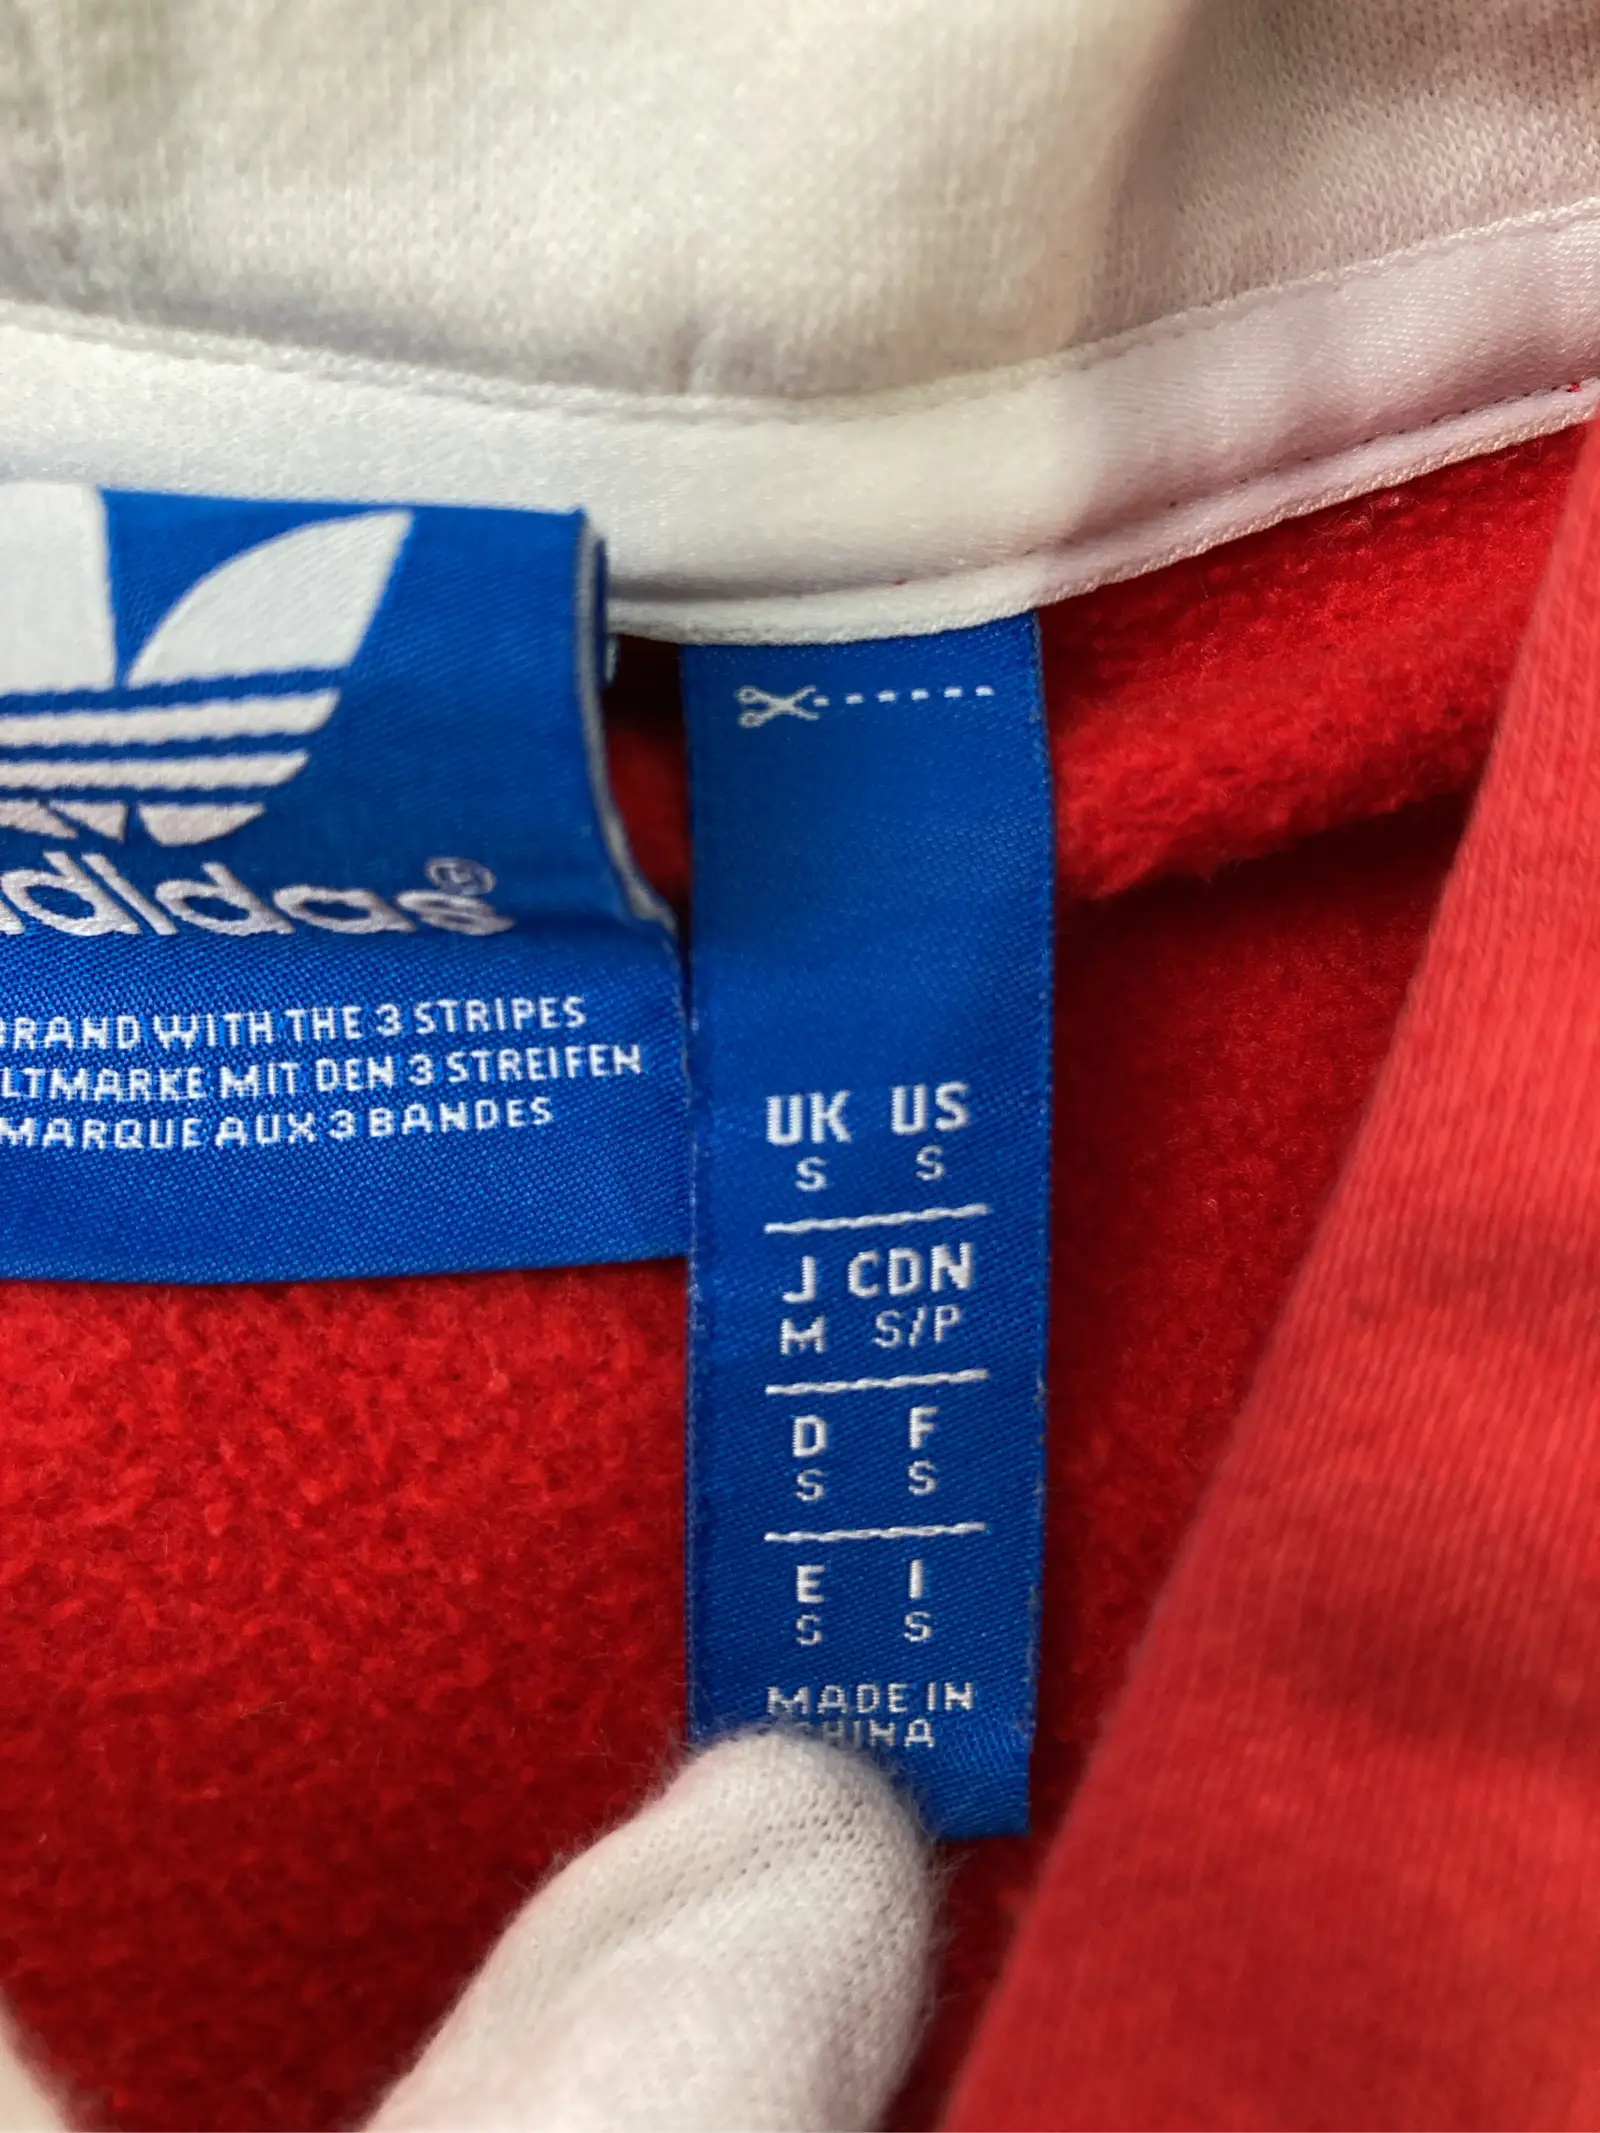 adidas®
BRAND WITH THE 3 STRIPES
LTMARKE MIT DEN 3 STREIFEN
MARQUE AUX 3 BANDES
UK US
S S
J CDN
M S/P
D F
S S
E I
S S
MADE IN
CHINA